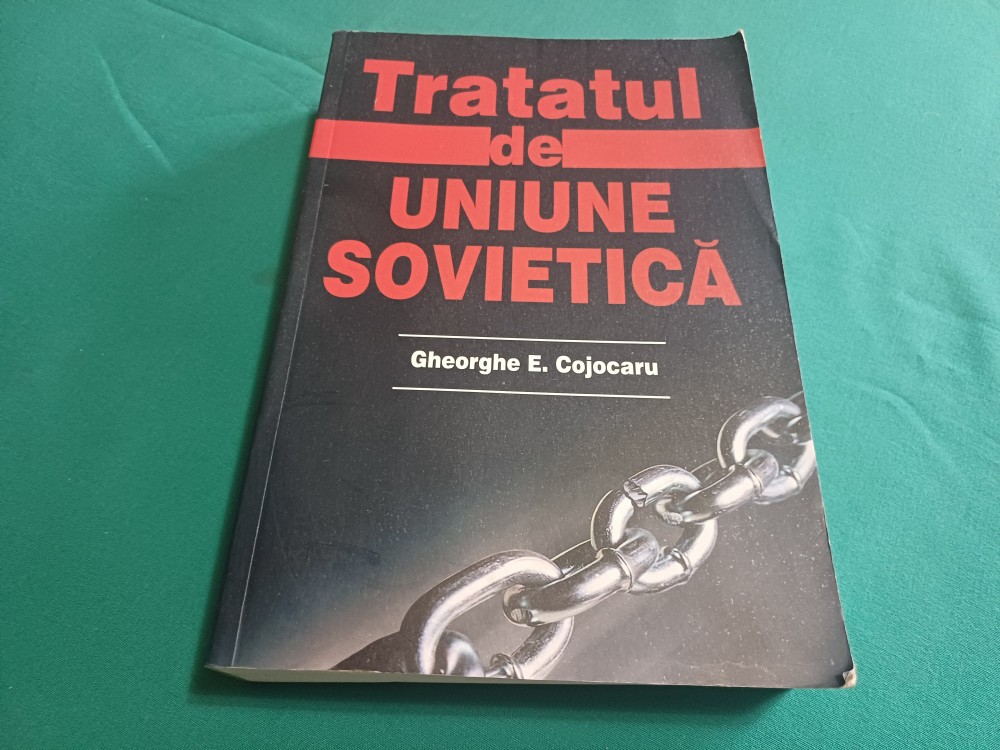 Tratatul
de
UNIUNE
SOVIETICĂ
Gheorghe E. Cojocaru